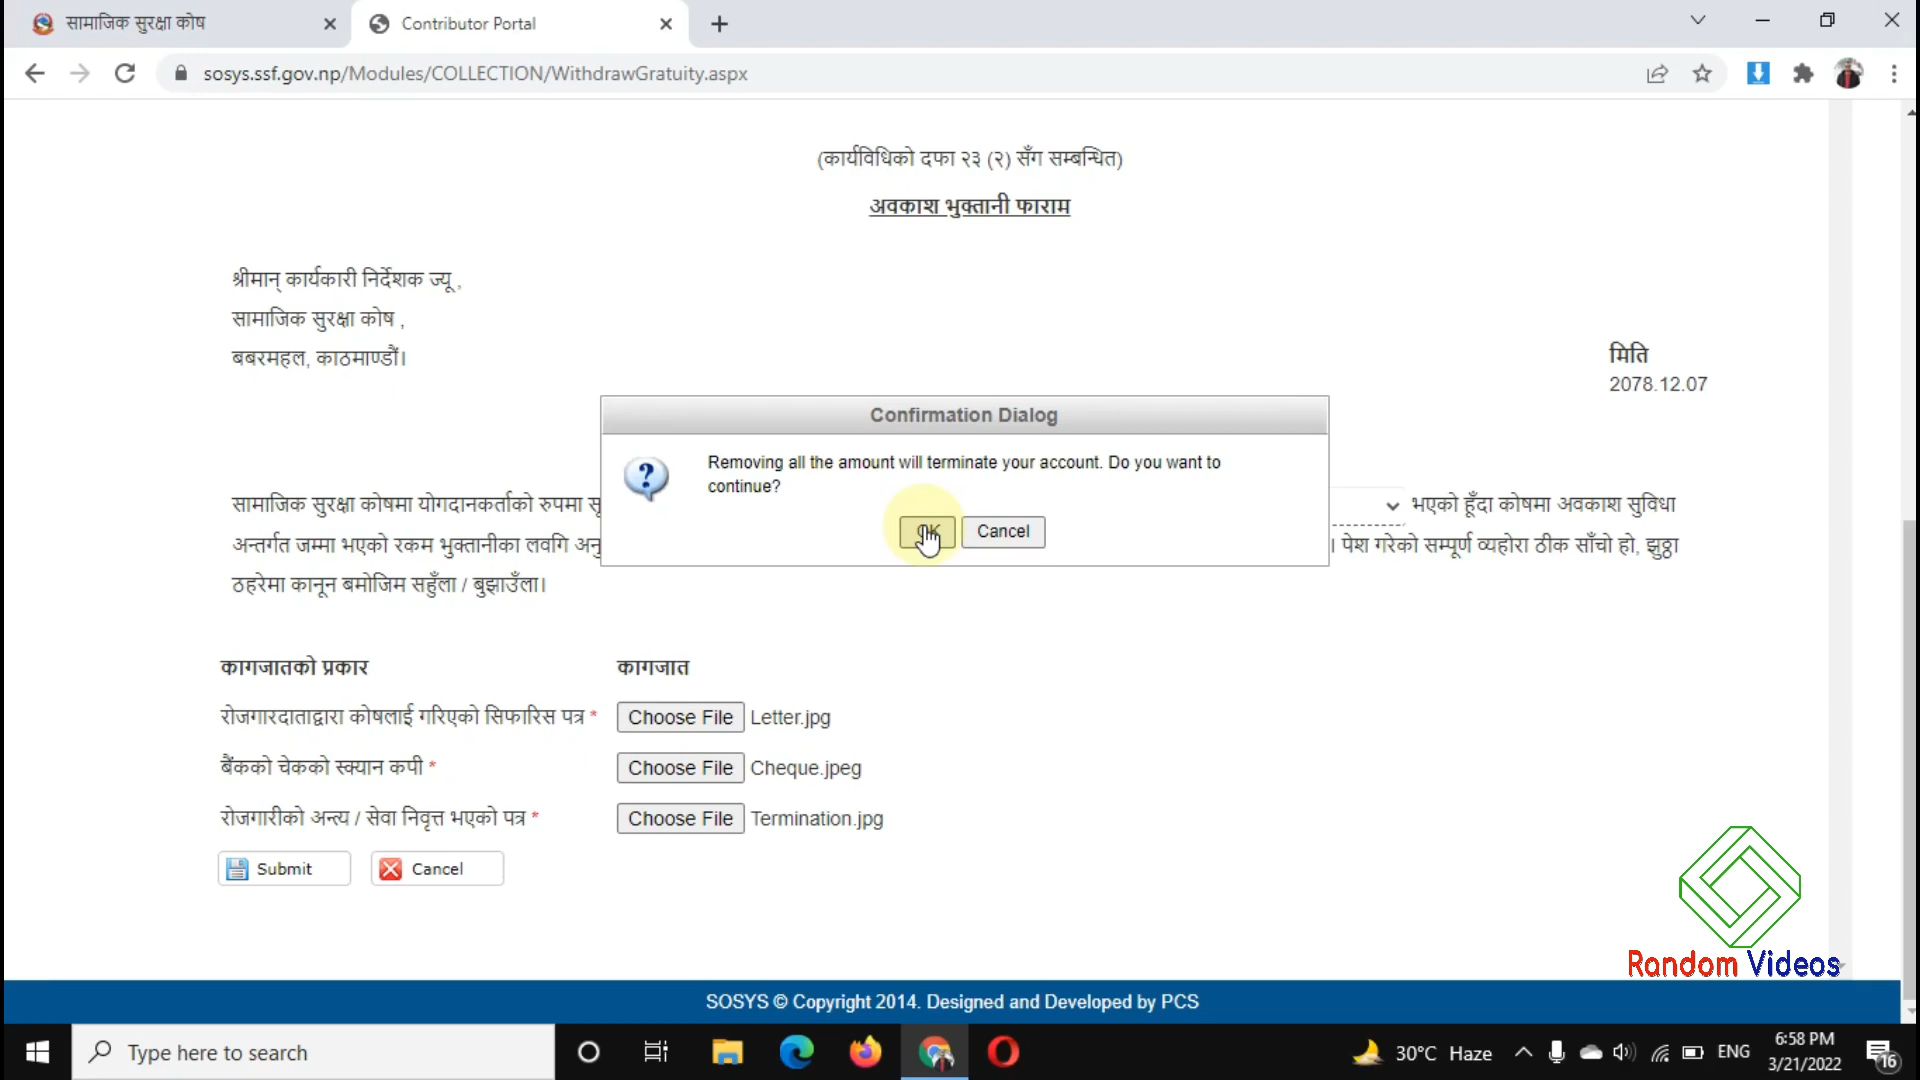 सामाजिक सुरक्षा कोष
Contributor Portal
sosys.ssf.gov.np/Modules/COLLECTION/WithdrawGratuity.aspx
(कार्यविधिको दफा २३ (२) सँग सम्बन्धित)
अवकाश भुक्तानी फाराम
श्रीमान् कार्यकारी निर्देशक ज्यू ,
सामाजिक सुरक्षा कोष ,
बबरमहल, काठमाण्डौं।
मिति
2078.12.07
Confirmation Dialog
Removing all the amount will terminate your account. Do you want to
continue?
OK Cancel
सामाजिक सुरक्षा कोषमा योगदानकर्ताको रुपमा भएको हूँदा कोषमा अवकाश सुविधा
अन्तर्गत जम्मा भएको रकम भुक्तानीका लवगि । पेश गरेको सम्पूर्ण व्यहोरा ठीक साँचो हो, झुठ्ठा
ठहरेमा कानून बमोजिम सहुँला / बुझाउँला।
कागजातको प्रकार कागजात
रोजगारदाताद्वारा कोषलाई गरिएको सिफारिस पत्र * Choose File Letter.jpg
बैंकको चेकको स्क्यान कपी * Choose File Cheque.jpeg
रोजगारीको अन्त्य / सेवा निवृत्त भएको पत्र * Choose File Termination.jpg
Submit Cancel
Random Videos
SOSYS © Copyright 2014. Designed and Developed by PCS
Type here to search
30°C Haze
ENG
6:58 PM
3/21/2022
16